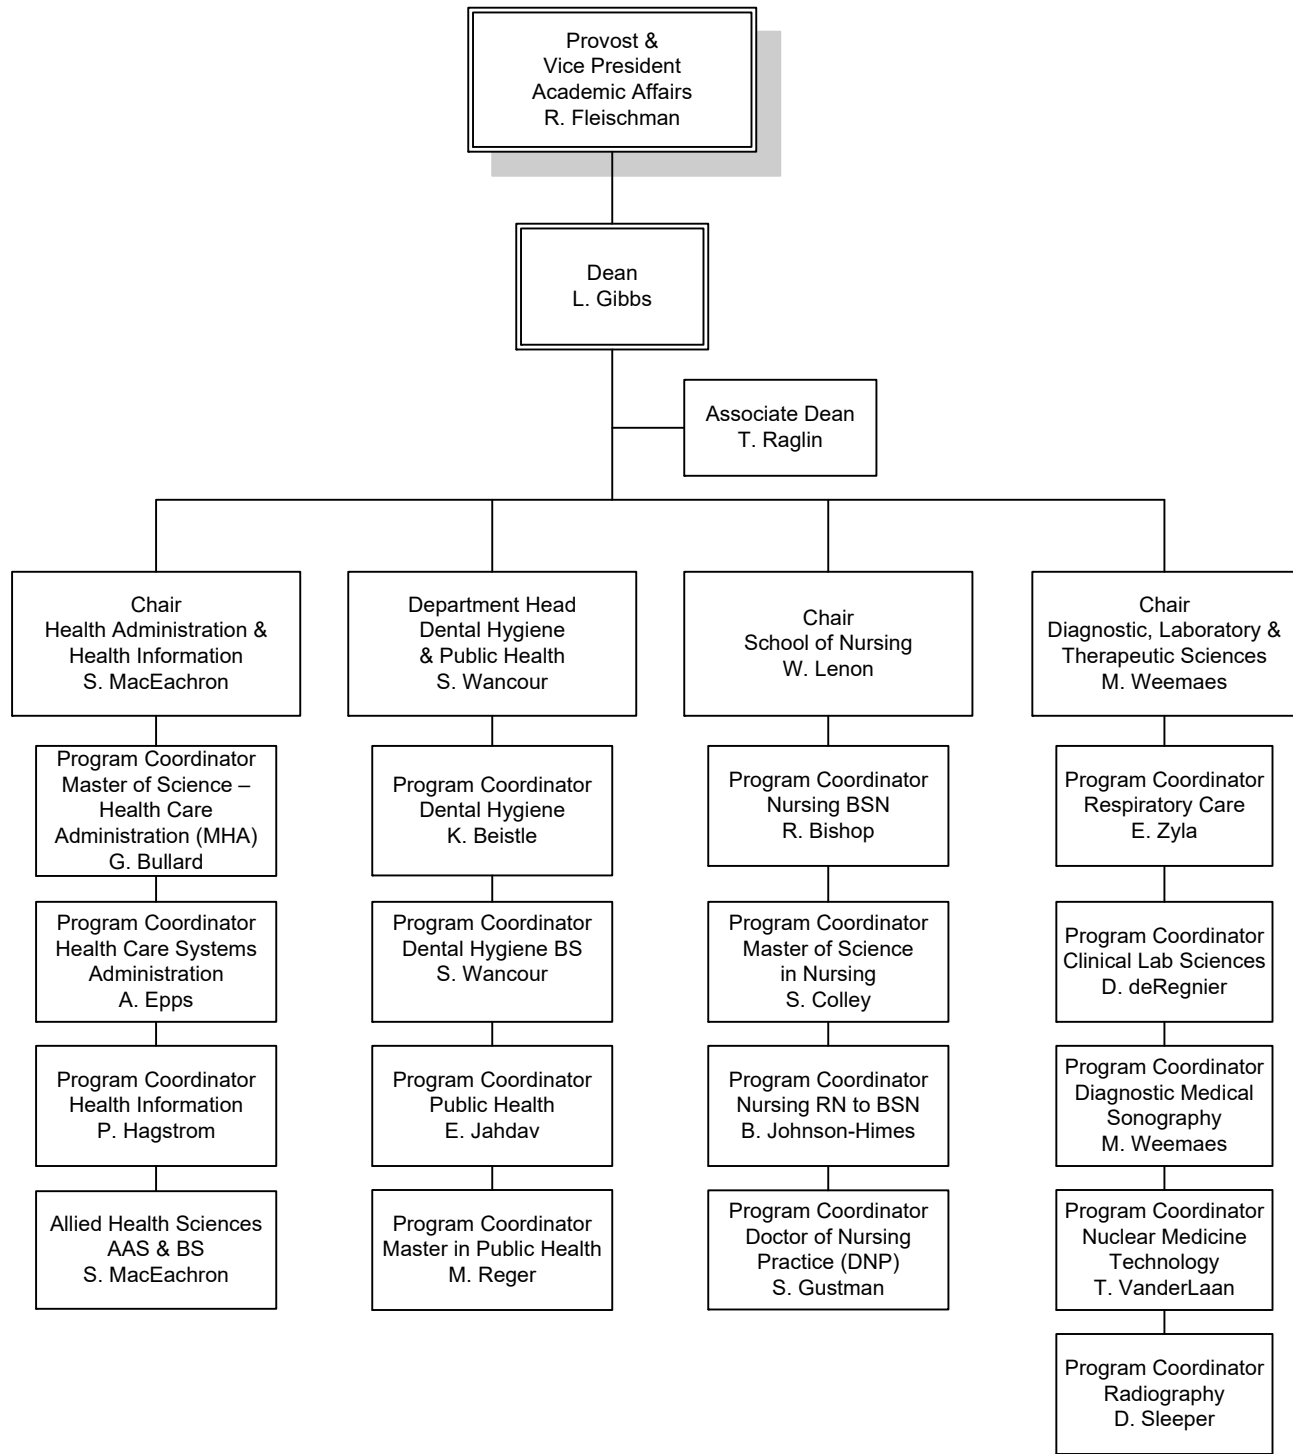 Provost &
Vice President
Academic Affairs
R. Fleischman
Dean
L. Gibbs
Associate Dean
T. Raglin
Chair
Health Administration &
Health Information
S. MacEachron
Department Head
Dental Hygiene
& Public Health
S. Wancour
Chair
School of Nursing
W. Lenon
Chair
Diagnostic, Laboratory &
Therapeutic Sciences
M. Weemaes
Program Coordinator
Master of Science –
Health Care
Administration (MHA)
G. Bullard
Program Coordinator
Health Care Systems
Administration
A. Epps
Program Coordinator
Health Information
P. Hagstrom
Allied Health Sciences
AAS & BS
S. MacEachron
Program Coordinator
Dental Hygiene
K. Beistle
Program Coordinator
Dental Hygiene BS
S. Wancour
Program Coordinator
Public Health
E. Jahdav
Program Coordinator
Master in Public Health
M. Reger
Program Coordinator
Nursing BSN
R. Bishop
Program Coordinator
Master of Science
in Nursing
S. Colley
Program Coordinator
Nursing RN to BSN
B. Johnson-Himes
Program Coordinator
Doctor of Nursing
Practice (DNP)
S. Gustman
Program Coordinator
Respiratory Care
E. Zyla
Program Coordinator
Clinical Lab Sciences
D. deRegnier
Program Coordinator
Diagnostic Medical
Sonography
M. Weemaes
Program Coordinator
Nuclear Medicine
Technology
T. VanderLaan
Program Coordinator
Radiography
D. Sleeper